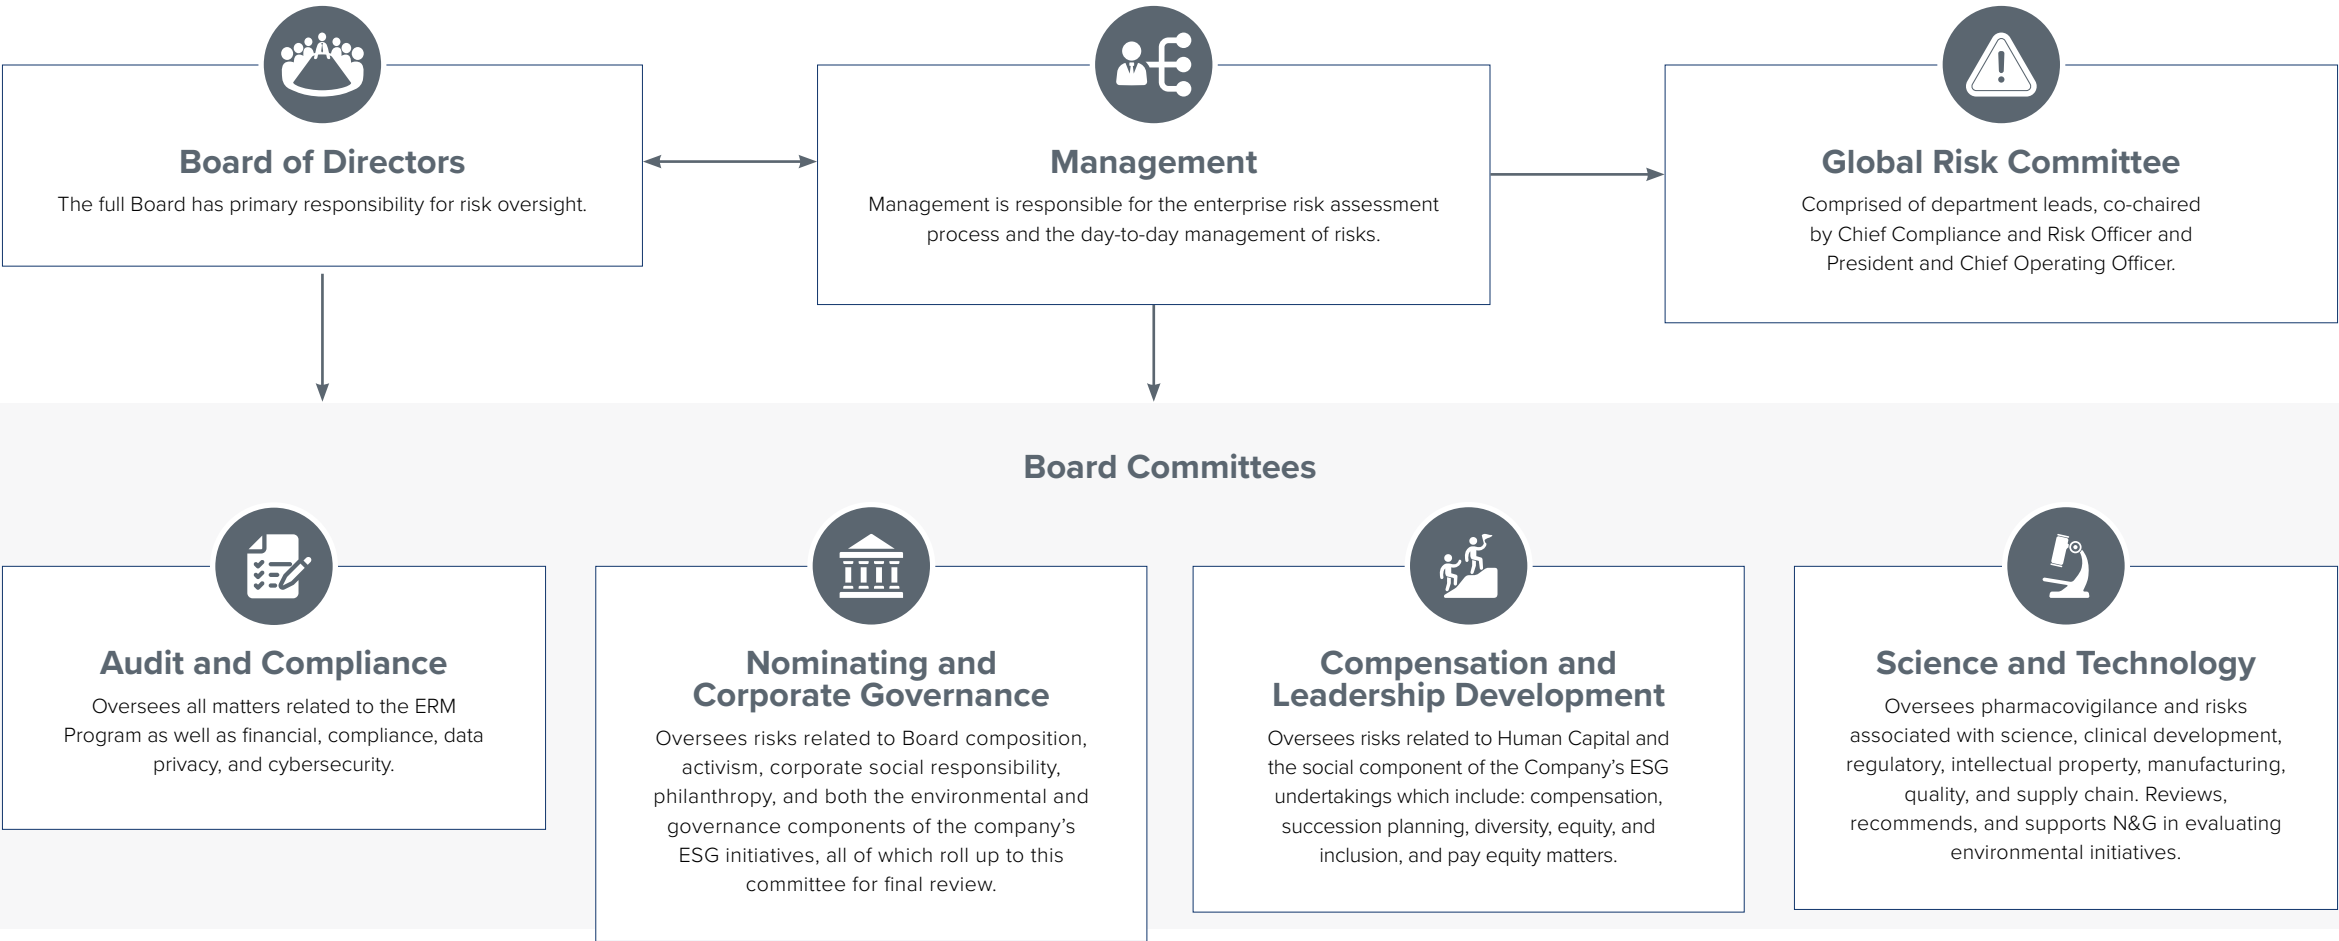 Board of Directors
The full Board has primary responsibility for risk oversight.
Management
Management is responsible for the enterprise risk assessment
process and the day-to-day management of risks.
Global Risk Committee
Comprised of department leads, co-chaired
by Chief Compliance and Risk Officer and
President and Chief Operating Officer.
Board Committees
Audit and Compliance
Oversees all matters related to the ERM
Program as well as financial, compliance, data
privacy, and cybersecurity.
Nominating and
Corporate Governance
Oversees risks related to Board composition,
activism, corporate social responsibility,
philanthropy, and both the environmental and
governance components of the company's
ESG initiatives, all of which roll up to this
committee for final review.
Compensation and
Leadership Development
Oversees risks related to Human Capital and
the social component of the Company's ESG
undertakings which include: compensation,
succession planning, diversity, equity, and
inclusion, and pay equity matters.
Science and Technology
Oversees pharmacovigilance and risks
associated with science, clinical development,
regulatory, intellectual property, manufacturing,
quality, and supply chain. Reviews,
recommends, and supports N&G in evaluating
environmental initiatives.